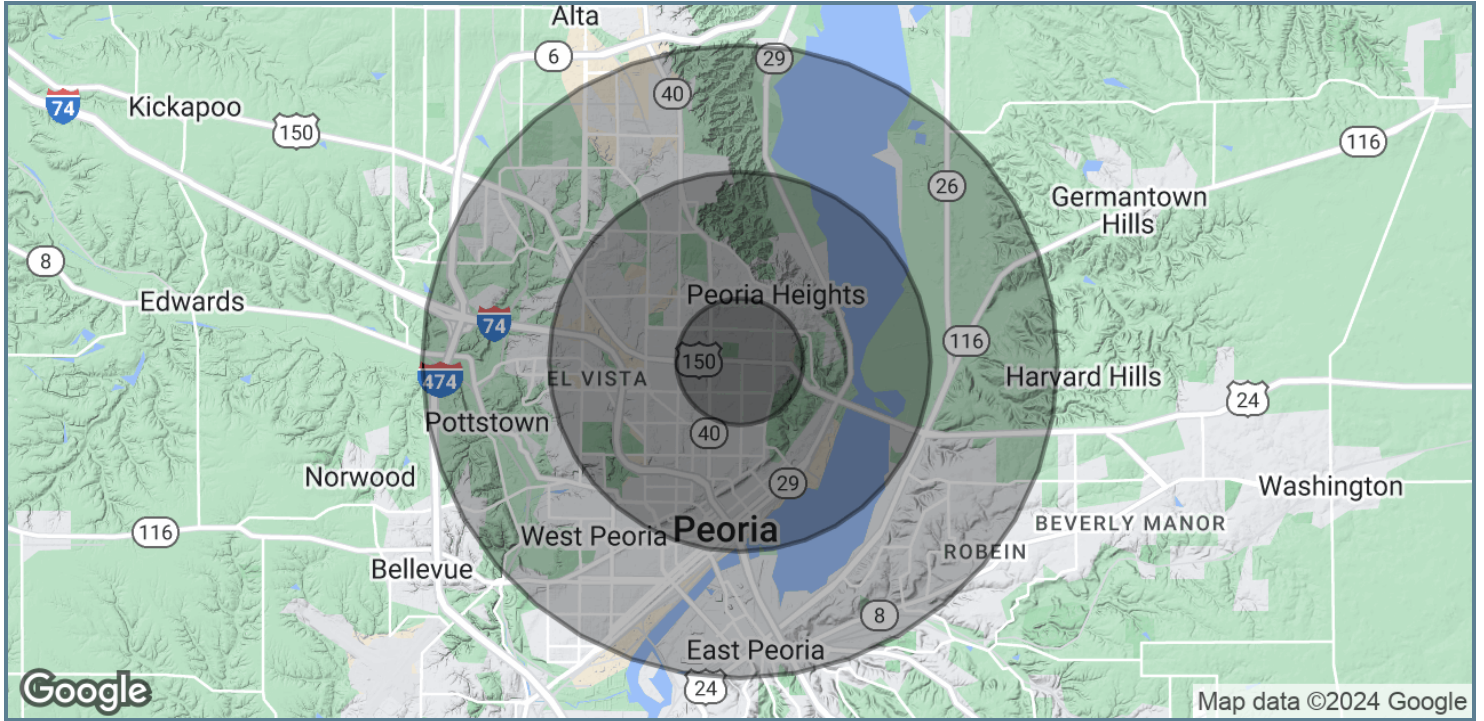 Alta
6
29
40
74
Kickapoo
150
116
26
Germantown
Hills
8
Edwards
Peoria Heights
74
150
116
474
EL VISTA
Harvard Hills
24
Pottstown
40
Norwood
29
Washington
116
West Peoria
Peoria
BEVERLY MANOR
ROBEIN
Bellevue
8
East Peoria
24
Google
Map data ©2024 Google